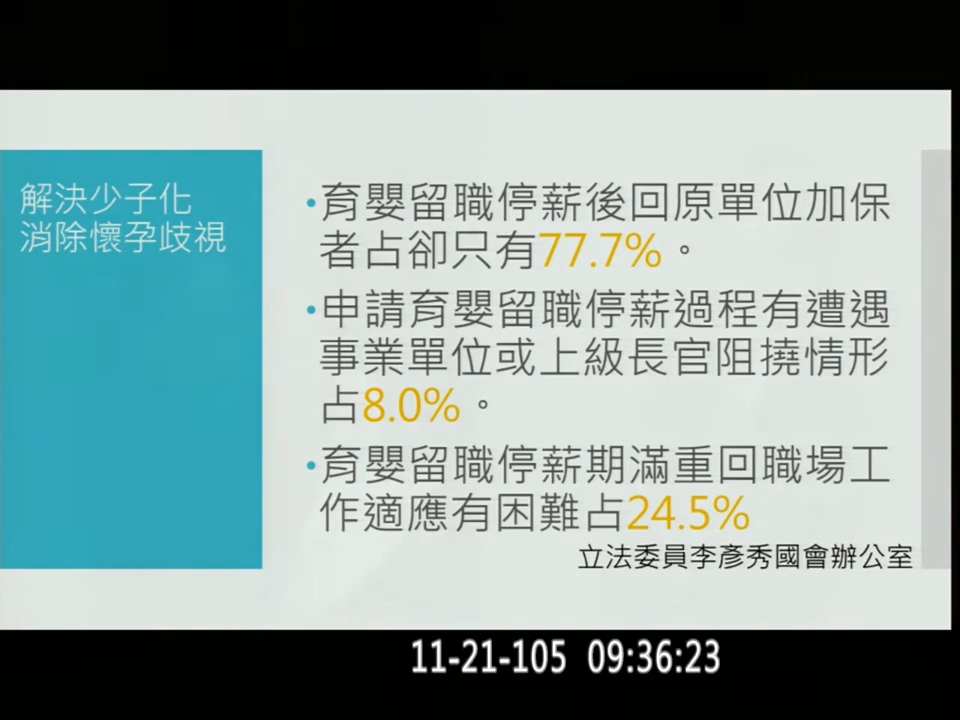 解決少子化
消除懷孕歧視
•育嬰留職停薪後回原單位加保
者占卻只有77.7%。
•申請育嬰留職停薪過程有遭遇
事業單位或上級長官阻撓情形
占8.0%。
•育嬰留職停薪期滿重回職場工
作適應有困難占24.5%
立法委員李彥秀國會辦公室
11-21-105 09:36:23